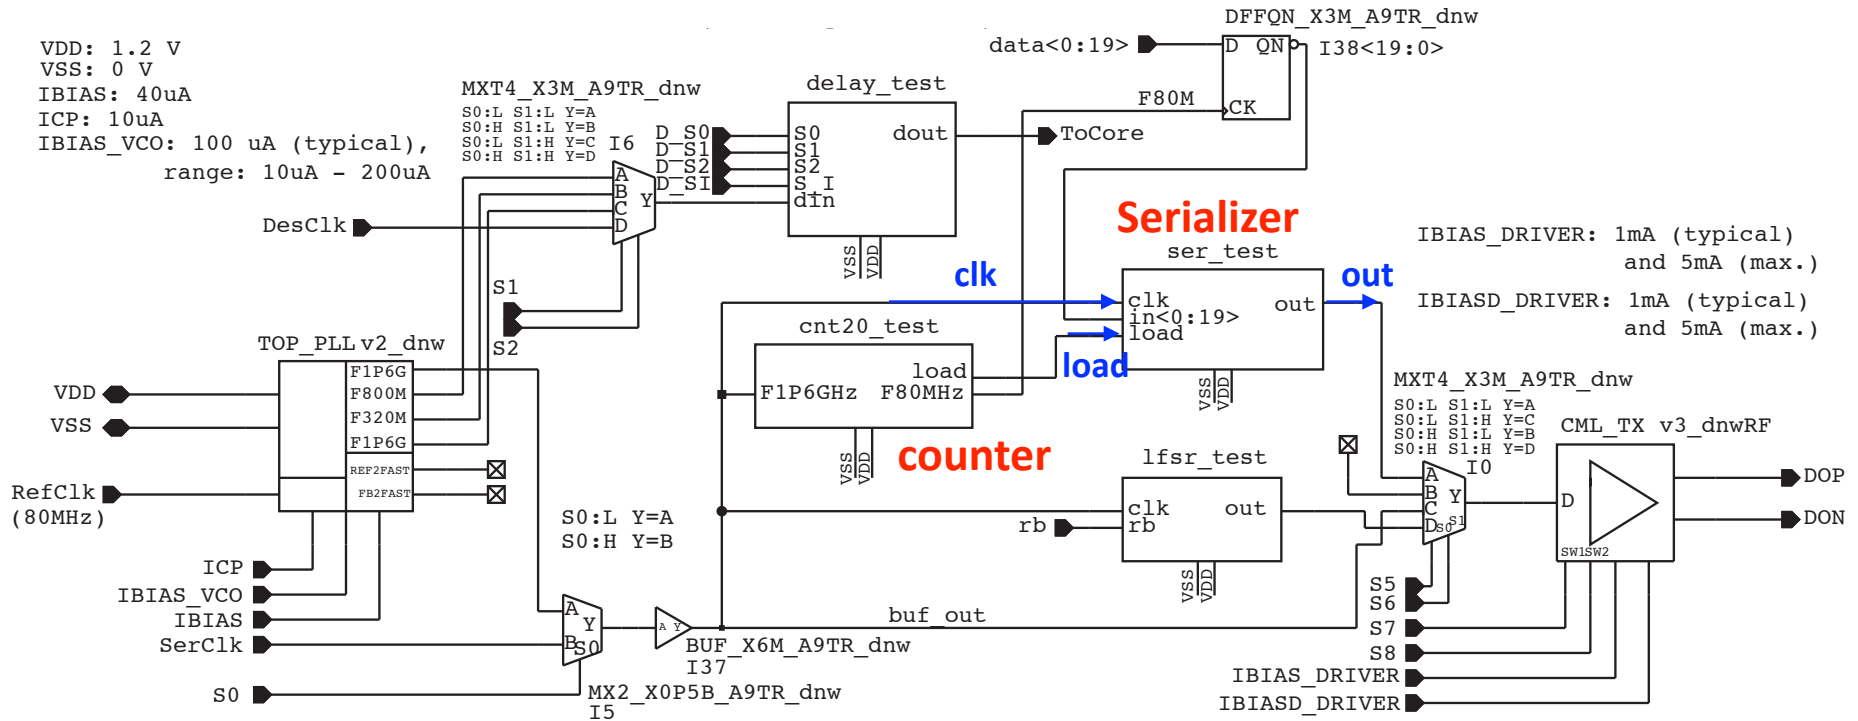 VDD: 1.2 V
VSS: 0 V
IBIAS: 40uA
ICP: 10uA
IBIAS_VCO: 100 uA (typical),
range: 10uA - 200uA
MXT4_X3M_A9TR_dnw
S0:L S1:L Y=A
S0:H S1:L Y=B
S0:L S1:H Y=C
S0:H S1:H Y=D
I6
A
B
C
D
Y
DesClk
S1
S2
delay_test
D_S0
D_S1
D_S2
D_SI
S0
S1
S2
S_I
din
dout
VSS
VDD
ToCore
DFFQN_X3M_A9TR_dnw
data<0:19>
D QN
CK
I38<19:0>
F80M
Serializer
ser_test
clk
out
load
clk
in<0:19>
load
out
VSS
VDD
IBIAS_DRIVER: 1mA (typical)
and 5mA (max.)
IBIASD_DRIVER: 1mA (typical)
and 5mA (max.)
cnt20_test
load
F1P6GHz F80MHz
VSS
VDD
counter
TOP_PLL v2_dnw
F1P6G
F800M
F320M
F1P6G
REF2FAST
FB2FAST
VDD
VSS
RefClk
(80MHz)
ICP
IBIAS_VCO
IBIAS
SerClk
S0
S0:L Y=A
S0:H Y=B
A
B
Y
S0
MX2_X0P5B_A9TR_dnw
I5
A Y
BUF_X6M_A9TR_dnw
I37
buf_out
lfsr_test
rb
clk
rb
out
VSS
VDD
MXT4_X3M_A9TR_dnw
S0:L S1:L Y=A
S0:L S1:H Y=C
S0:H S1:L Y=B
S0:H S1:H Y=D
I0
A
B
C
D
Y
S0
S1
S5
S6
S7
S8
IBIAS_DRIVER
IBIASD_DRIVER
CML_TX v3_dnwRF
D
SW1SW2
DOP
DON